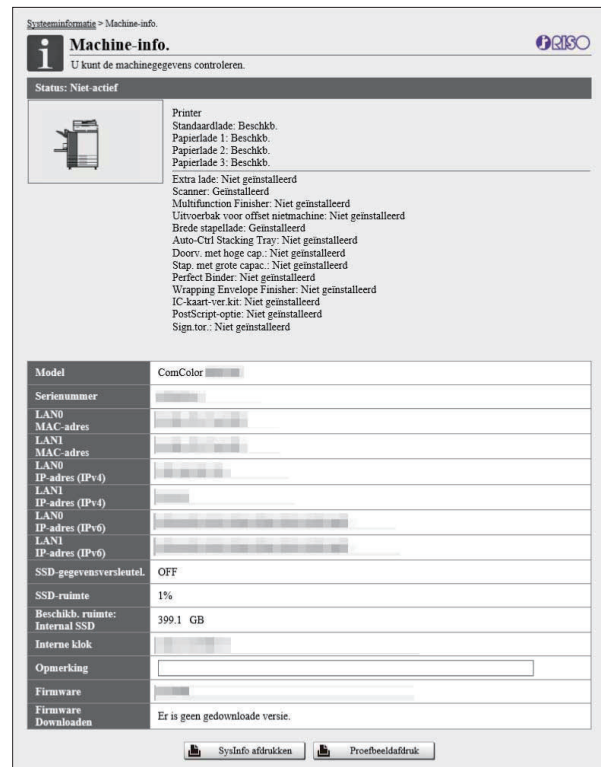 Systeeminformatie > Machine-info.
Machine-info.
RISO
U kunt de machinegegevens controleren.
Status: Niet-actief
Printer
Standaardlade: Beschkb.
Papierlade 1: Beschkb.
Papierlade 2: Beschkb.
Papierlade 3: Beschkb.
Extra lade: Niet geïnstalleerd
Scanner: Geïnstalleerd
Multifunction Finisher: Niet geïnstalleerd
Uitvoerbak voor offset nietmachine: Niet geïnstalleerd
Brede stapellade: Geïnstalleerd
Auto-Ctrl Stacking Tray: Niet geïnstalleerd
Doorv. met hoge cap.: Niet geïnstalleerd
Stap. met grote capac.: Niet geïnstalleerd
Perfect Binder: Niet geïnstalleerd
Wrapping Envelope Finisher: Niet geïnstalleerd
IC-kaart-ver.kit: Niet geïnstalleerd
PostScript-optie: Niet geïnstalleerd
Sign.tor.: Niet geïnstalleerd
Model ComColor
Serienummer
LAN0
MAC-adres
LAN1
MAC-adres
LAN0
IP-adres (IPv4)
LAN1
IP-adres (IPv4)
LAN0
IP-adres (IPv6)
LAN1
IP-adres (IPv6)
SSD-gegevensversleutel. OFF
SSD-ruimte 1%
Beschikb. ruimte:
Internal SSD 399.1 GB
Interne klok
Opmerking
Firmware
Firmware
Downloaden Er is geen gedownloade versie.
SysInfo afdrukken Proefbeeldafdruk